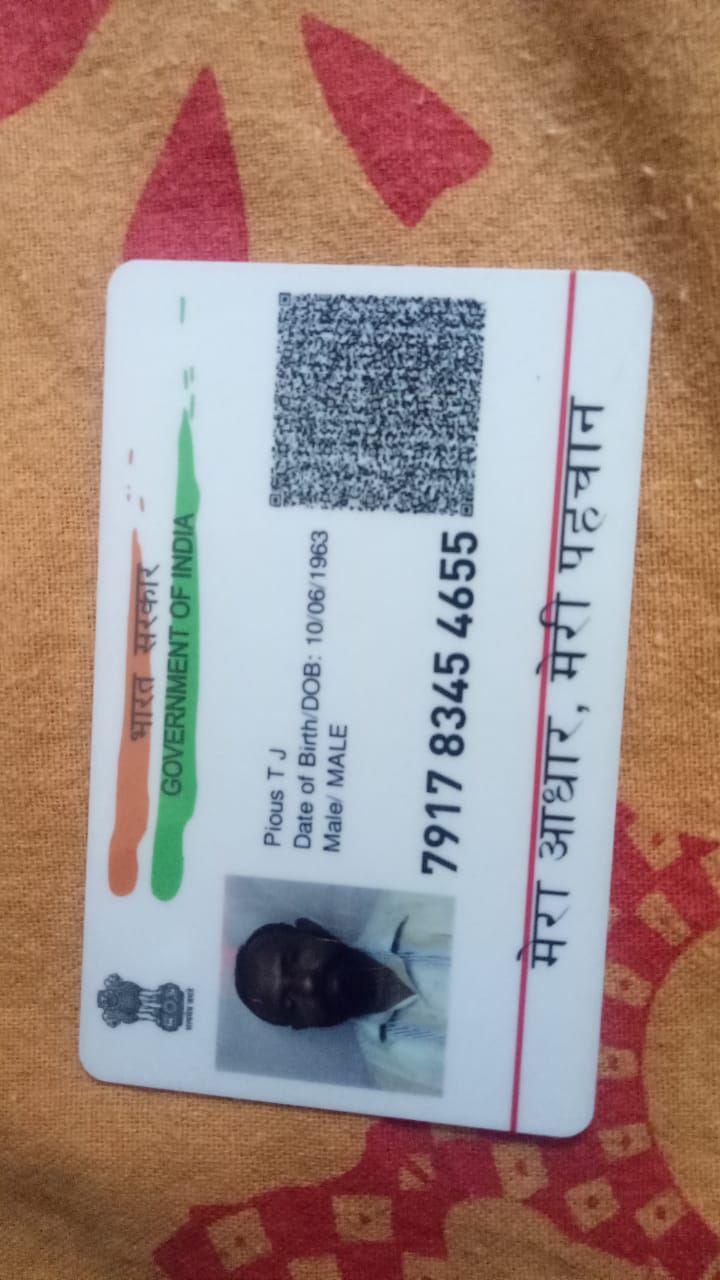 भारत सरकार
GOVERNMENT OF INDIA
Pious T J
Date of Birth/DOB: 10/06/1963
Male/ MALE
7917 8345 4655
मेरा आधार, मेरी पहचान